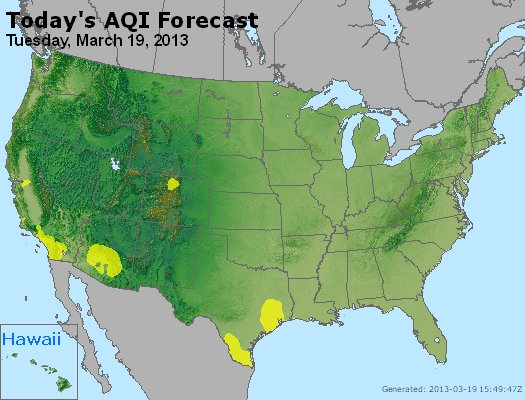 Today's AQI Forecast
Tuesday, March 19, 2013
Hawaii
Generated: 2013-03-19 15:49:47Z